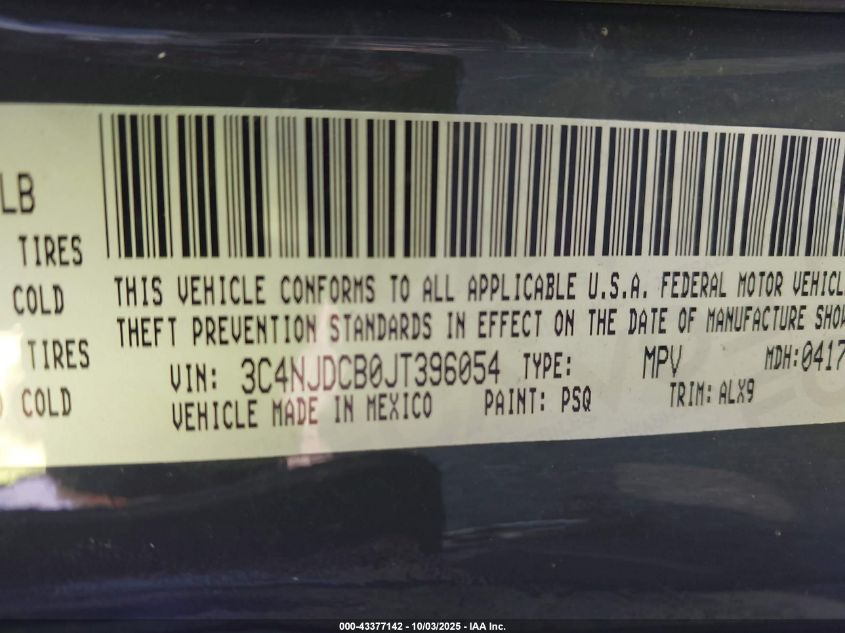 LB
TIRES
COLD
TIRES
COLD
THIS VEHICLE CONFORMS TO ALL APPLICABLE U.S.A. FEDERAL MOTOR VEHICL
THEFT PREVENTION STANDARDS IN EFFECT ON THE DATE OF MANUFACTURE SHOW
VIN: 3C4NJDCB0JT396054 TYPE: MPV MDH:0417
VEHICLE MADE IN MEXICO PAINT: PSQ TRIM: ALX9
000-43377142 - 10/03/2025 - IAA Inc.